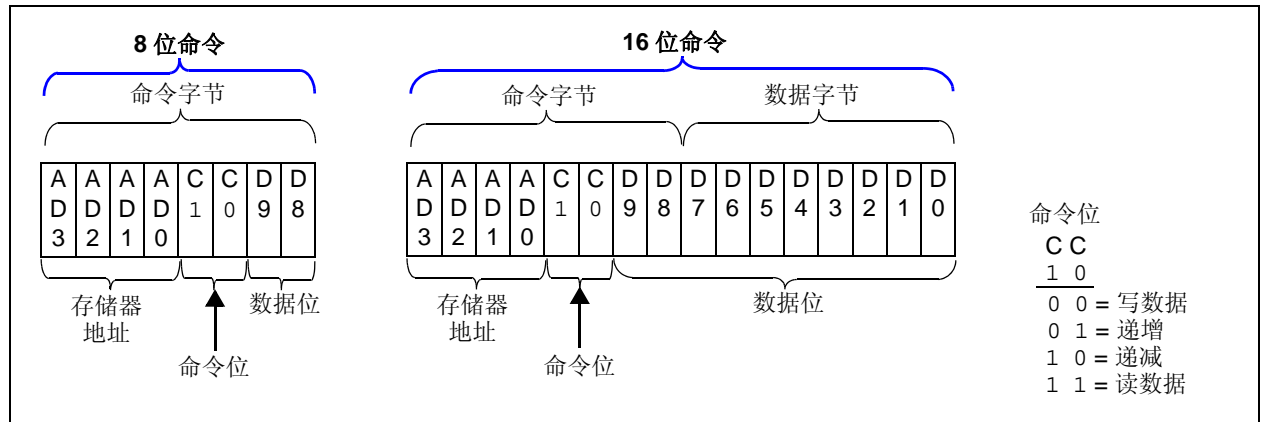 8 位命令
16 位命令
命令字节
命令字节
数据字节
A A A A C C D D
D D D D 1 0 9 8
3 2 1 0
A A A A C C D D D D D D D D D D
D D D D 1 0 9 8 7 6 5 4 3 2 1 0
3 2 1 0
存储器
地址
数据位
命令位
存储器
地址
数据位
命令位
命令位
C C
1 0
0 0 = 写数据
0 1 = 递增
1 0 = 递减
1 1 = 读数据